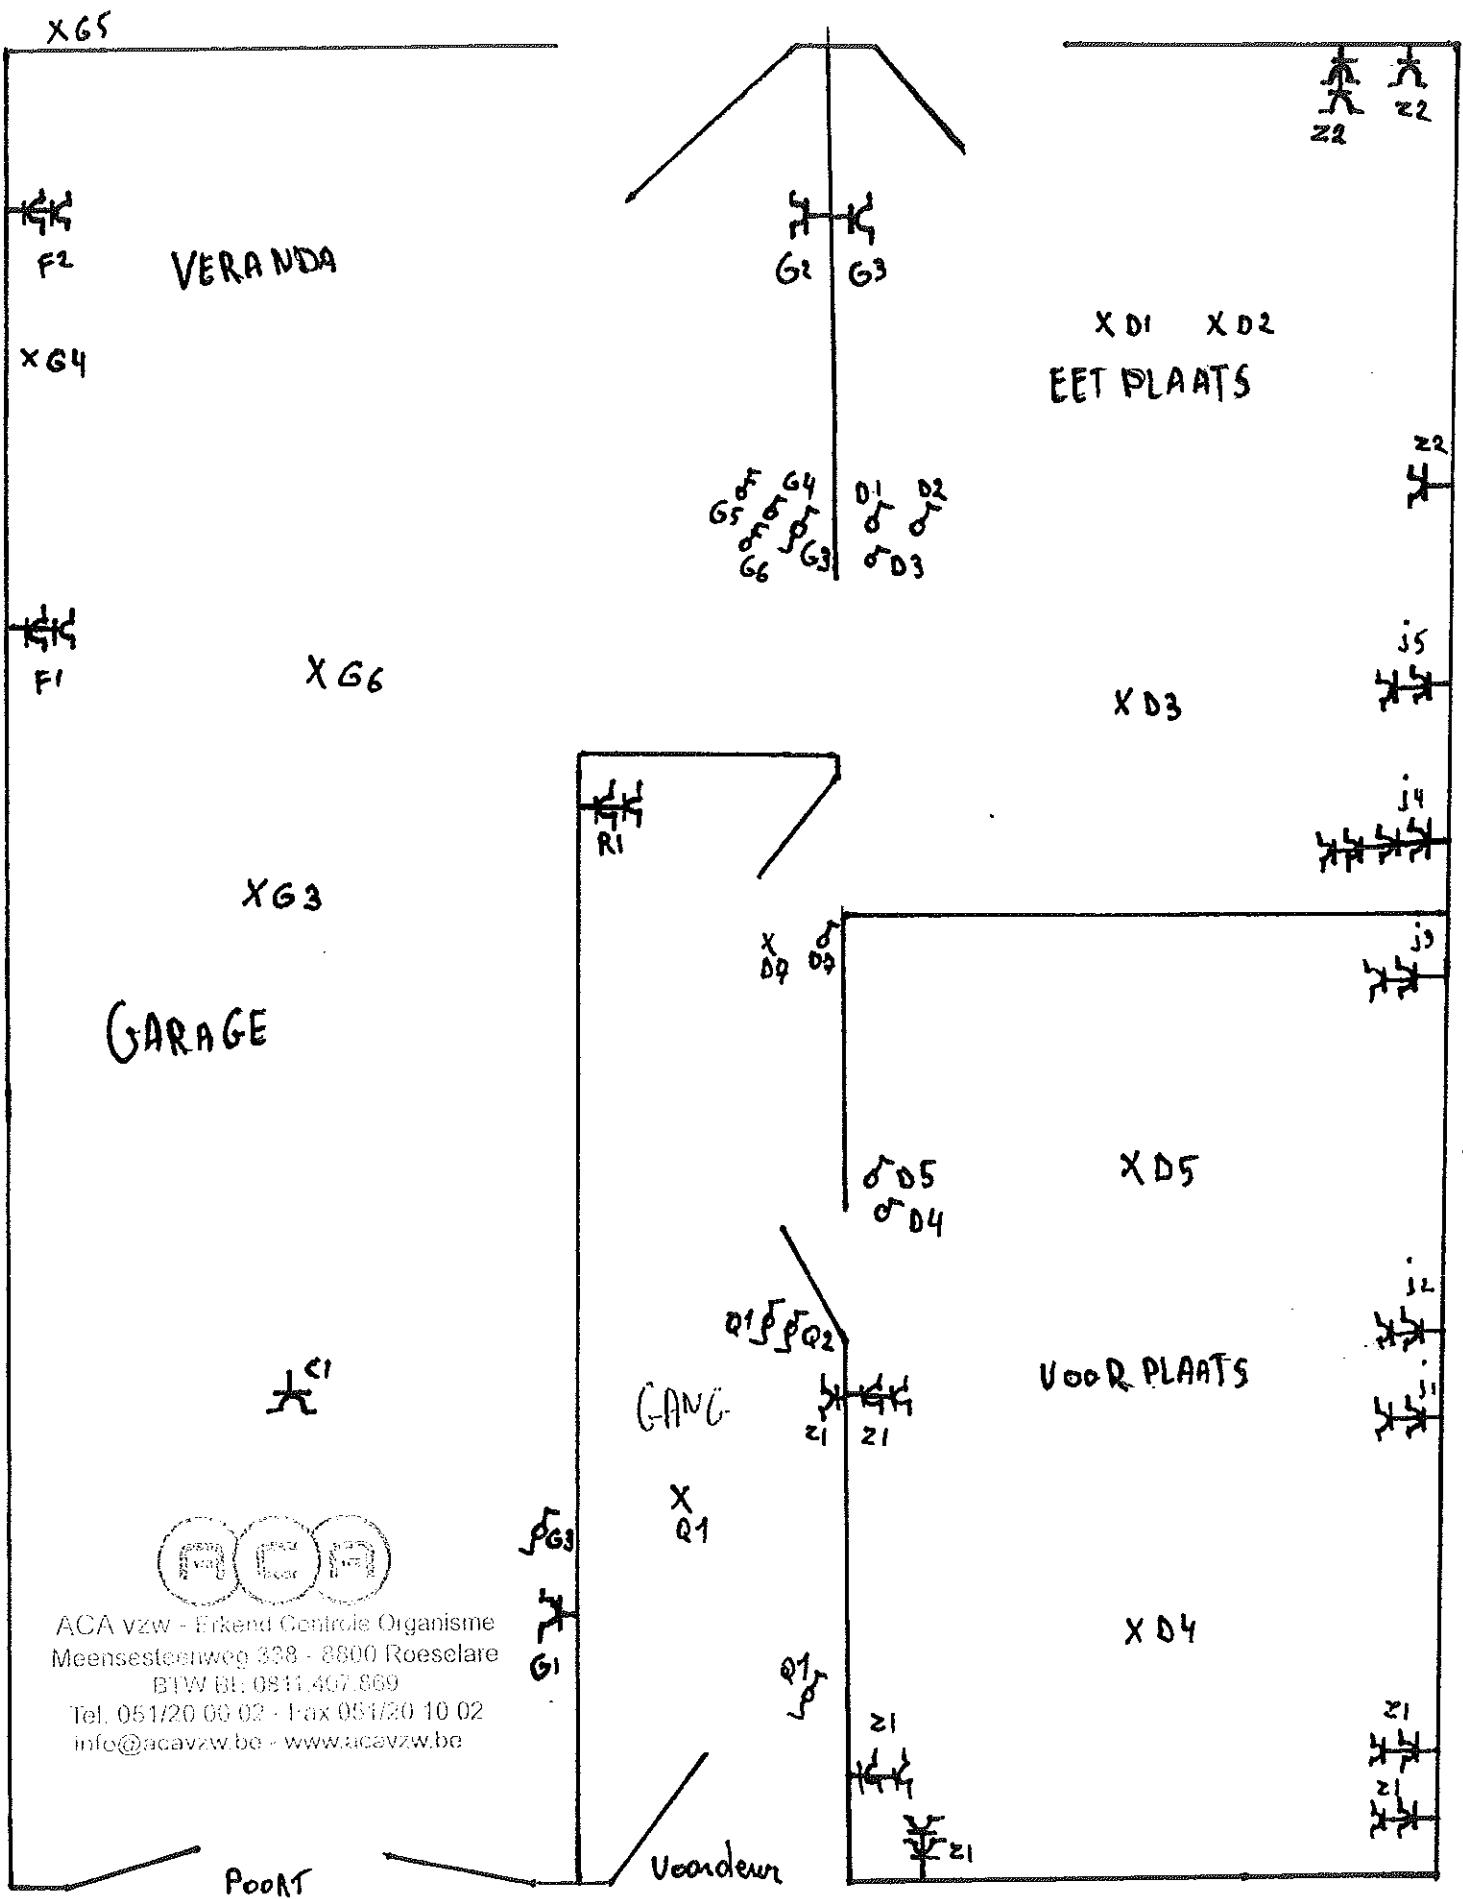 X G5
Z2
Z2
F2
VERANDA
G2 G3
X D1 X D2
X G4
EET PLAATS
Z2
G4 D1 D2
G5
G3 D3
G6
j5
F1
X G6
X D3
j4
R1
X G3
j3
X
D7 D7
GARAGE
D5
X D5
D4
j2
Q1 Q2
C1
VOOR PLAATS
j1
GANG
Z1 Z1
X
Q1
G3
ACA
ACA vzw - Erkend Controle Organisme
Meensesteenweg 338 - 8800 Roeselare
BTW BE 0811.407.869
Tel. 051/20 00 02 - Fax 051/20 10 02
info@acavzw.be - www.acavzw.be
G1
X D4
Q1
Z1
Z1
Z1
Z1
POORT
Voordeur